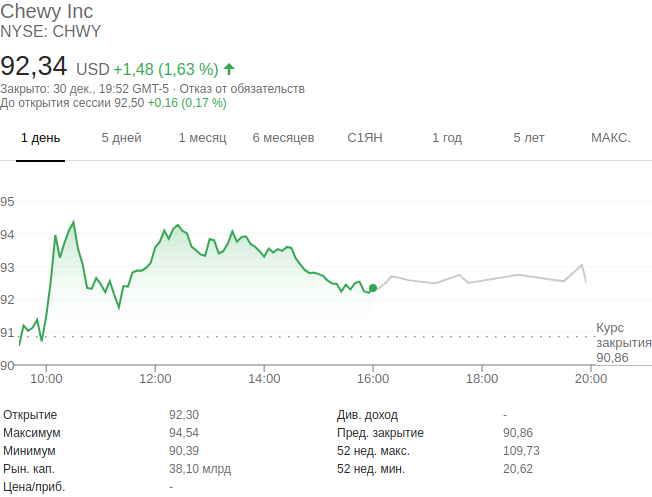 Chewy Inc
NYSE: CHWY
92,34 USD +1,48 (1,63 %)
Закрыто: 30 дек., 19:52 GMT-5 · Отказ от обязательств
До открытия сессии 92,50 +0,16 (0,17 %)
1 день 5 дней 1 месяц 6 месяцев С1ЯН 1 год 5 лет МАКС.
95
94
93
92
91
90
Курс
закрытия
90,86
10:00 12:00 14:00 16:00 18:00 20:00
Открытие 92,30 Див. доход -
Максимум 94,54 Пред. закрытие 90,86
Минимум 90,39 52 нед. макс. 109,73
Рын. кап. 38,10 млрд 52 нед. мин. 20,62
Цена/приб. -